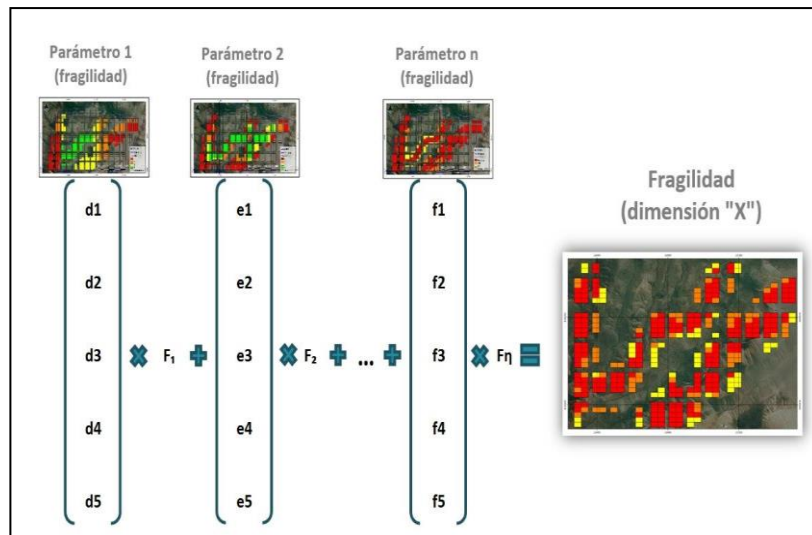 Parámetro 1
(fragilidad)
Parámetro 2
(fragilidad)
Parámetro n
(fragilidad)
Fragilidad
(dimensión "X")
d1
e1
f1
d2
e2
f2
d3
F₁
e3
F₂
...
f3
Fη
d4
e4
f4
d5
e5
f5